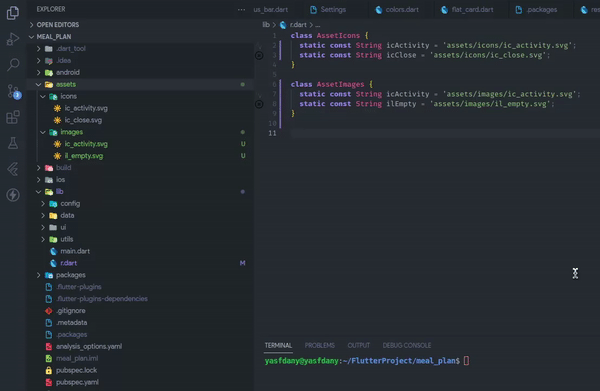 EXPLORER
us_bar.dart Settings colors.dart flat_card.dart .packages
OPEN EDITORS
MEAL_PLAN
.dart_tool
.idea
android
assets
icons
ic_activity.svg
ic_close.svg
images
ic_activity.svg U
il_empty.svg U
build
ios
lib
config
data
ui
utils
main.dart
r.dart M
packages
.flutter-plugins
.flutter-plugins-dependencies
.gitignore
.metadata
.packages
analysis_options.yaml
meal_plan.iml
pubspec.lock
pubspec.yaml
3
lib > r.dart > ...
1 class AssetIcons {
2 static const String icActivity = 'assets/icons/ic_activity.svg';
3 static const String icClose = 'assets/icons/ic_close.svg';
4 }
5
6 class AssetImages {
7 static const String icActivity = 'assets/images/ic_activity.svg';
8 static const String ilEmpty = 'assets/images/il_empty.svg';
9 }
10
11
TERMINAL PROBLEMS OUTPUT DEBUG CONSOLE
yasfdany@yasfdany:~/FlutterProject/meal_plan$